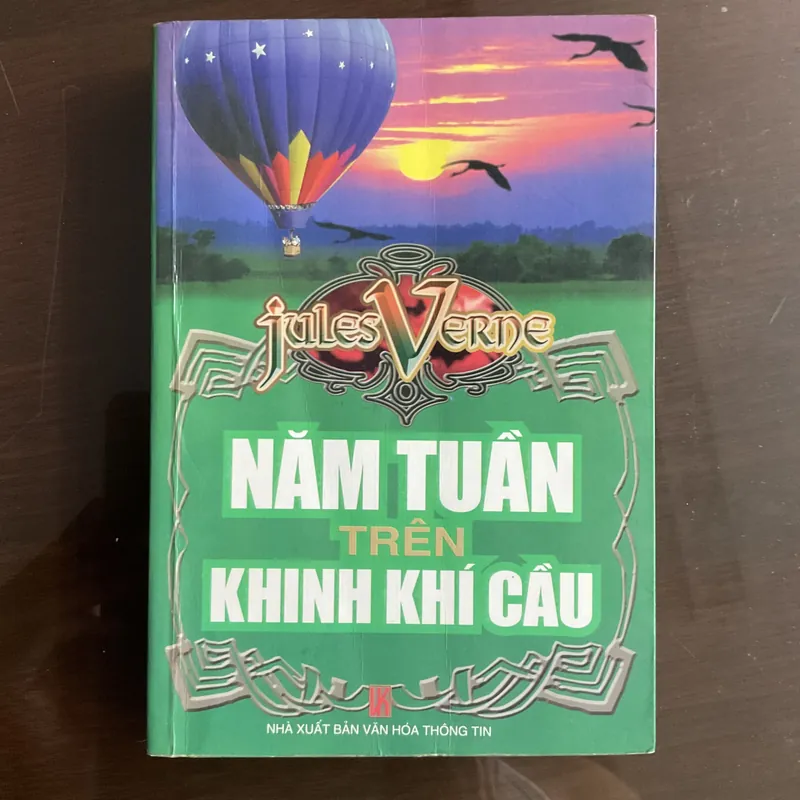 Jules Verne
NĂM TUẦN
TRÊN
KHINH KHÍ CẦU
NHÀ XUẤT BẢN VĂN HÓA THÔNG TIN